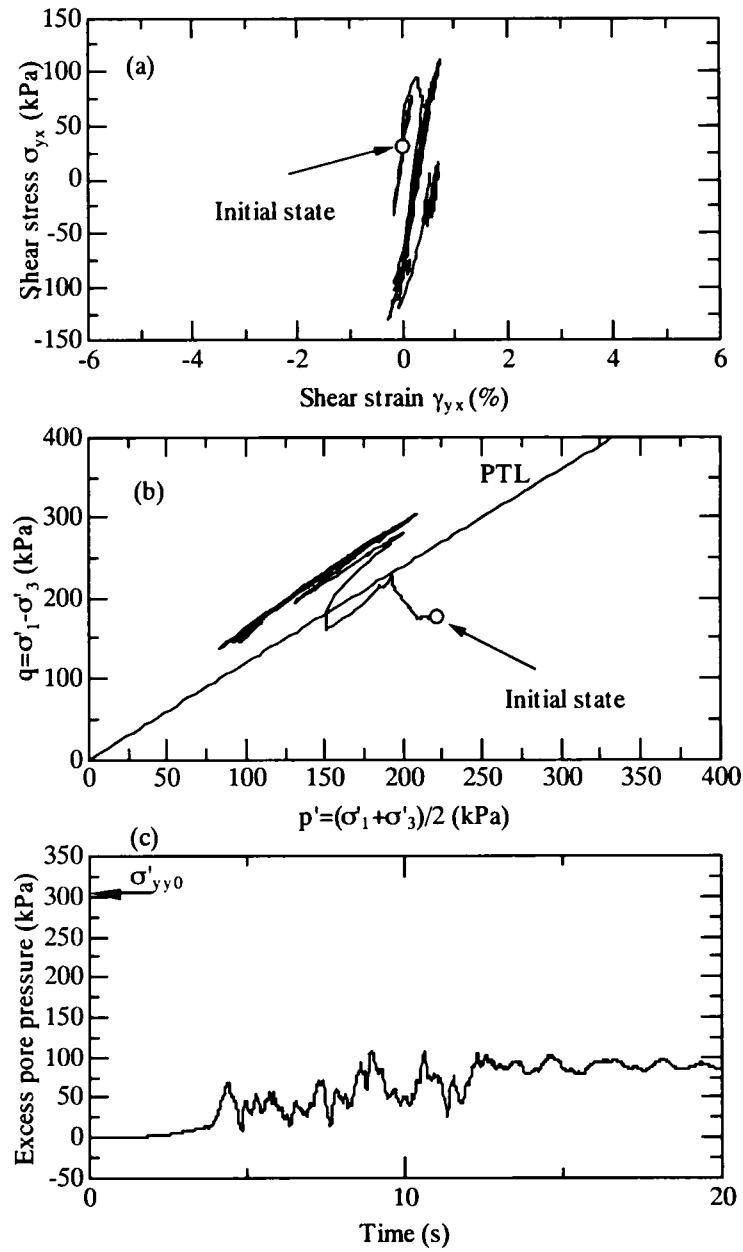 150
(a)
100
50
0
-50
-100
-150
Shear stress σyx (kPa)
Initial state
-6 -4 -2 0 2 4 6
Shear strain γyx (%)
400
(b)
PTL
300
200
100
0
q=σ'1-σ'3 (kPa)
Initial state
0 50 100 150 200 250 300 350 400
p'=(σ'1+σ'3)/2 (kPa)
(c)
350
σ'yy0
300
250
200
150
100
50
0
-50
Excess pore pressure (kPa)
0 10 20
Time (s)